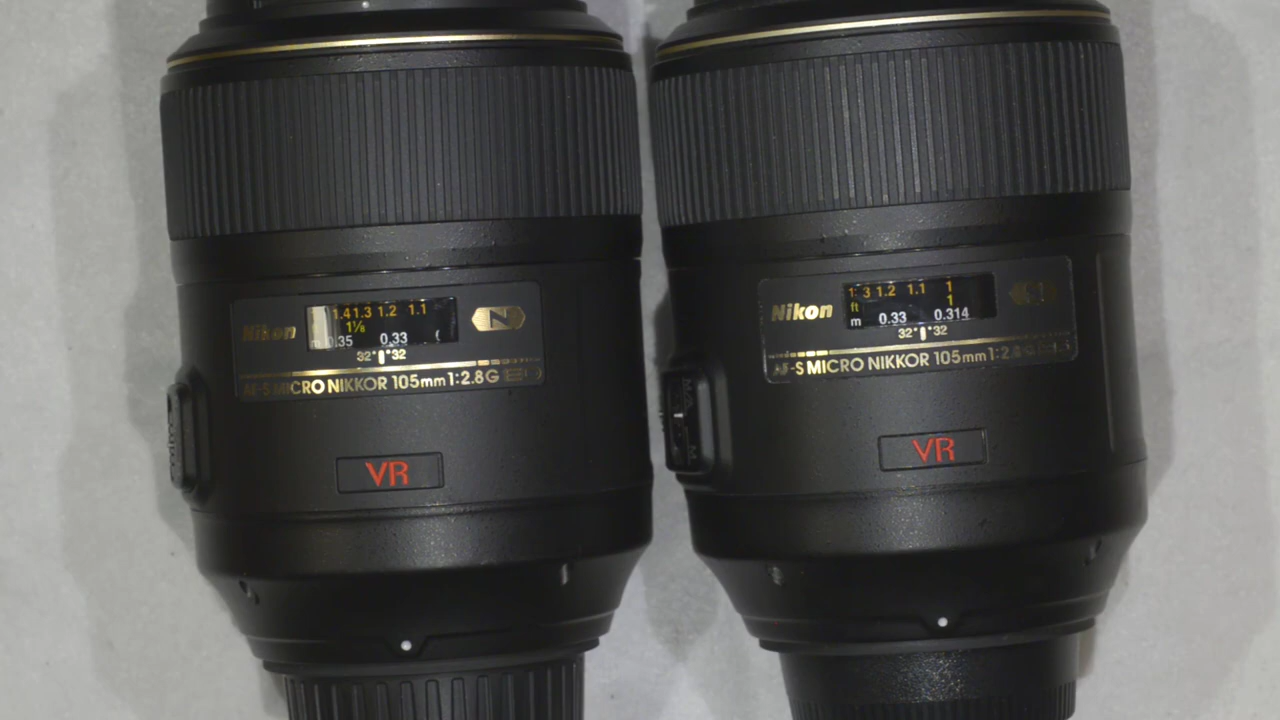 1.4 1.3 1.2 1.1
1⅛
Nikon
N
m 0.35 0.33
32 32
AF-S MICRO NIKKOR 105mm 1:2.8G ED
VR
1: 3 1.2 1.1 1
ft 1
Nikon
m 0.33 0.314
32 32
AF-S MICRO NIKKOR 105mm 1:2.8
VR
M/A
M